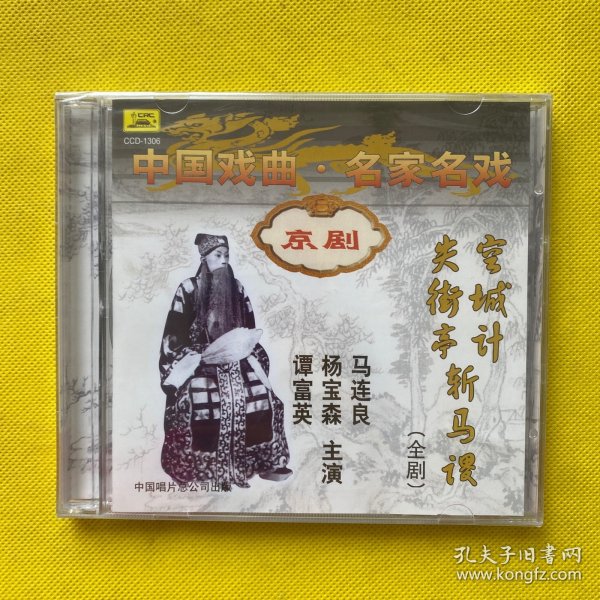 CRC
CCD-1306
中国戏曲·名家名戏
京剧
空城计
失街亭斩马谡
(全剧)
马连良
杨宝森 主演
谭富英
中国唱片总公司出版
孔夫子旧书网
www.kongfz.com